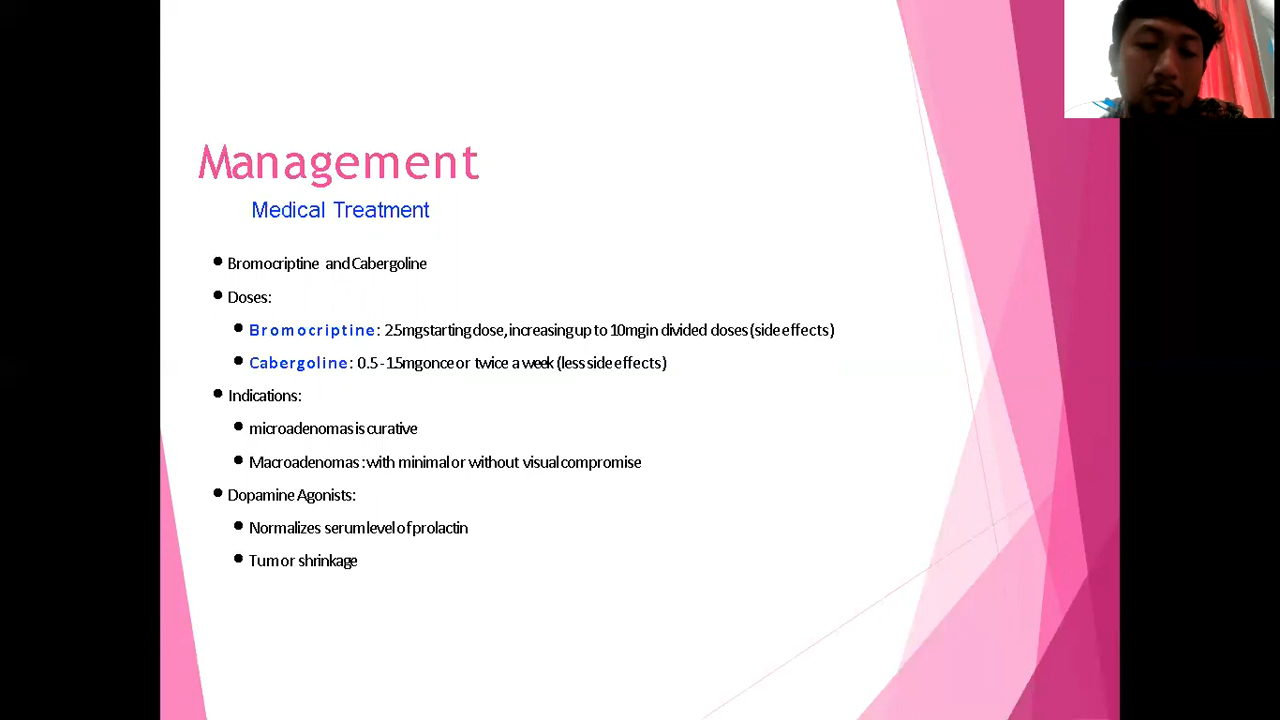 Management
Medical Treatment
• Bromocriptine and Cabergoline
• Doses:
• Bromocriptine: 2.5mg starting dose, increasing up to 10mg in divided doses (side effects)
• Cabergoline: 0.5 - 1.5mg once or twice a week (less side effects)
• Indications:
• microadenomas is curative
• Macroadenomas : with minimal or without visual compromise
• Dopamine Agonists:
• Normalizes serum level of prolactin
• Tumor shrinkage